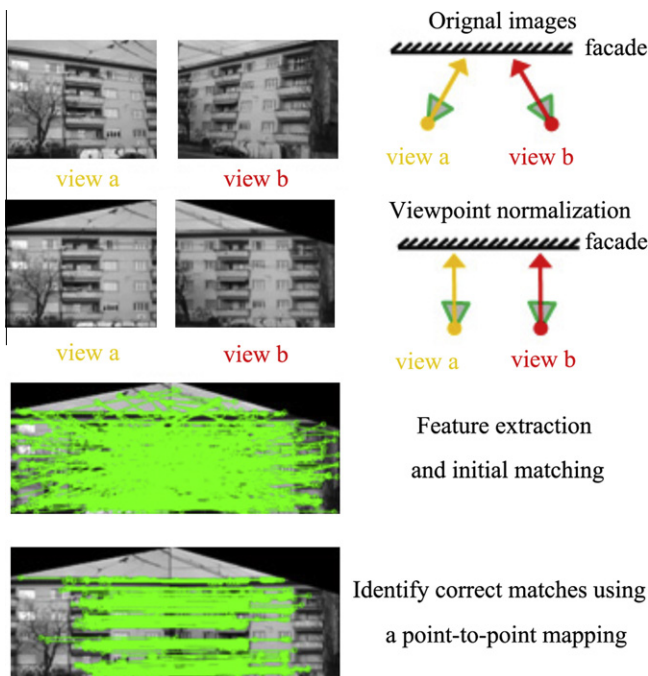 Orignal images
facade
view a
view b
view a
view b
Viewpoint normalization
facade
view a
view b
view a
view b
Feature extraction
and initial matching
Identify correct matches using
a point-to-point mapping